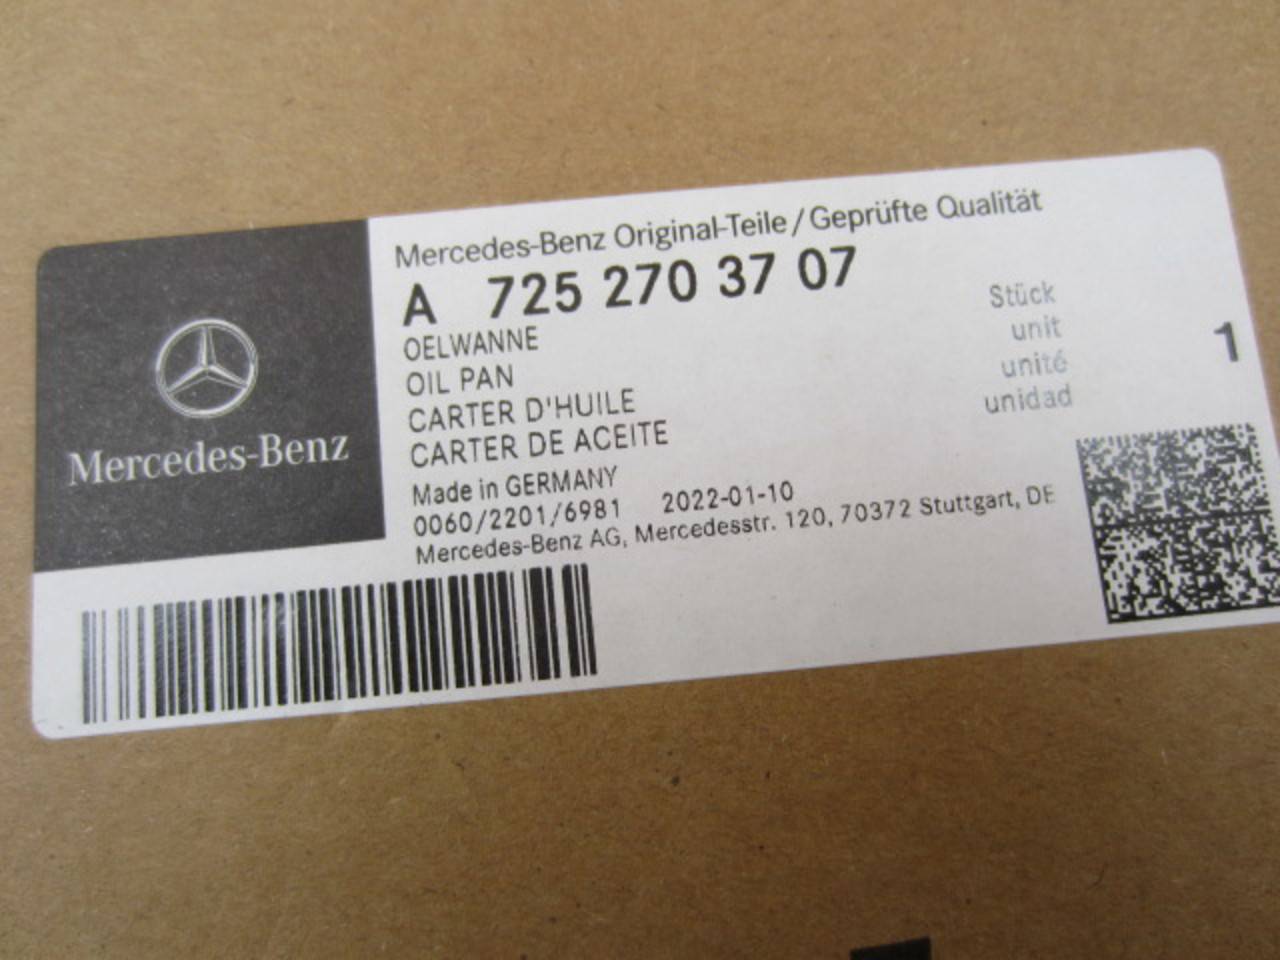 Mercedes-Benz Original-Teile / Geprüfte Qualität
A 725 270 37 07
OELWANNE
OIL PAN
CARTER D'HUILE
CARTER DE ACEITE
Stück
unit
unité
unidad
1
Made in GERMANY
0060/2201/6981 2022-01-10
Mercedes-Benz AG, Mercedesstr. 120, 70372 Stuttgart, DE
Mercedes-Benz